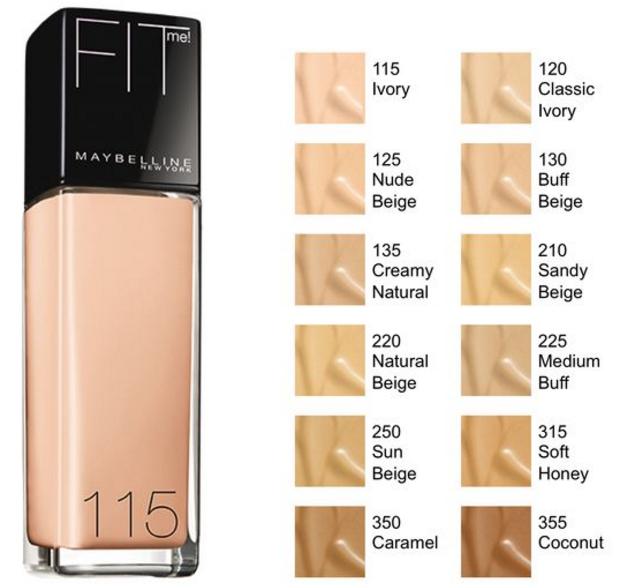 FIT
me!
MAYBELLINE
NEW YORK
115
115
Ivory
120
Classic
Ivory
125
Nude
Beige
130
Buff
Beige
135
Creamy
Natural
210
Sandy
Beige
220
Natural
Beige
225
Medium
Buff
250
Sun
Beige
315
Soft
Honey
350
Caramel
355
Coconut